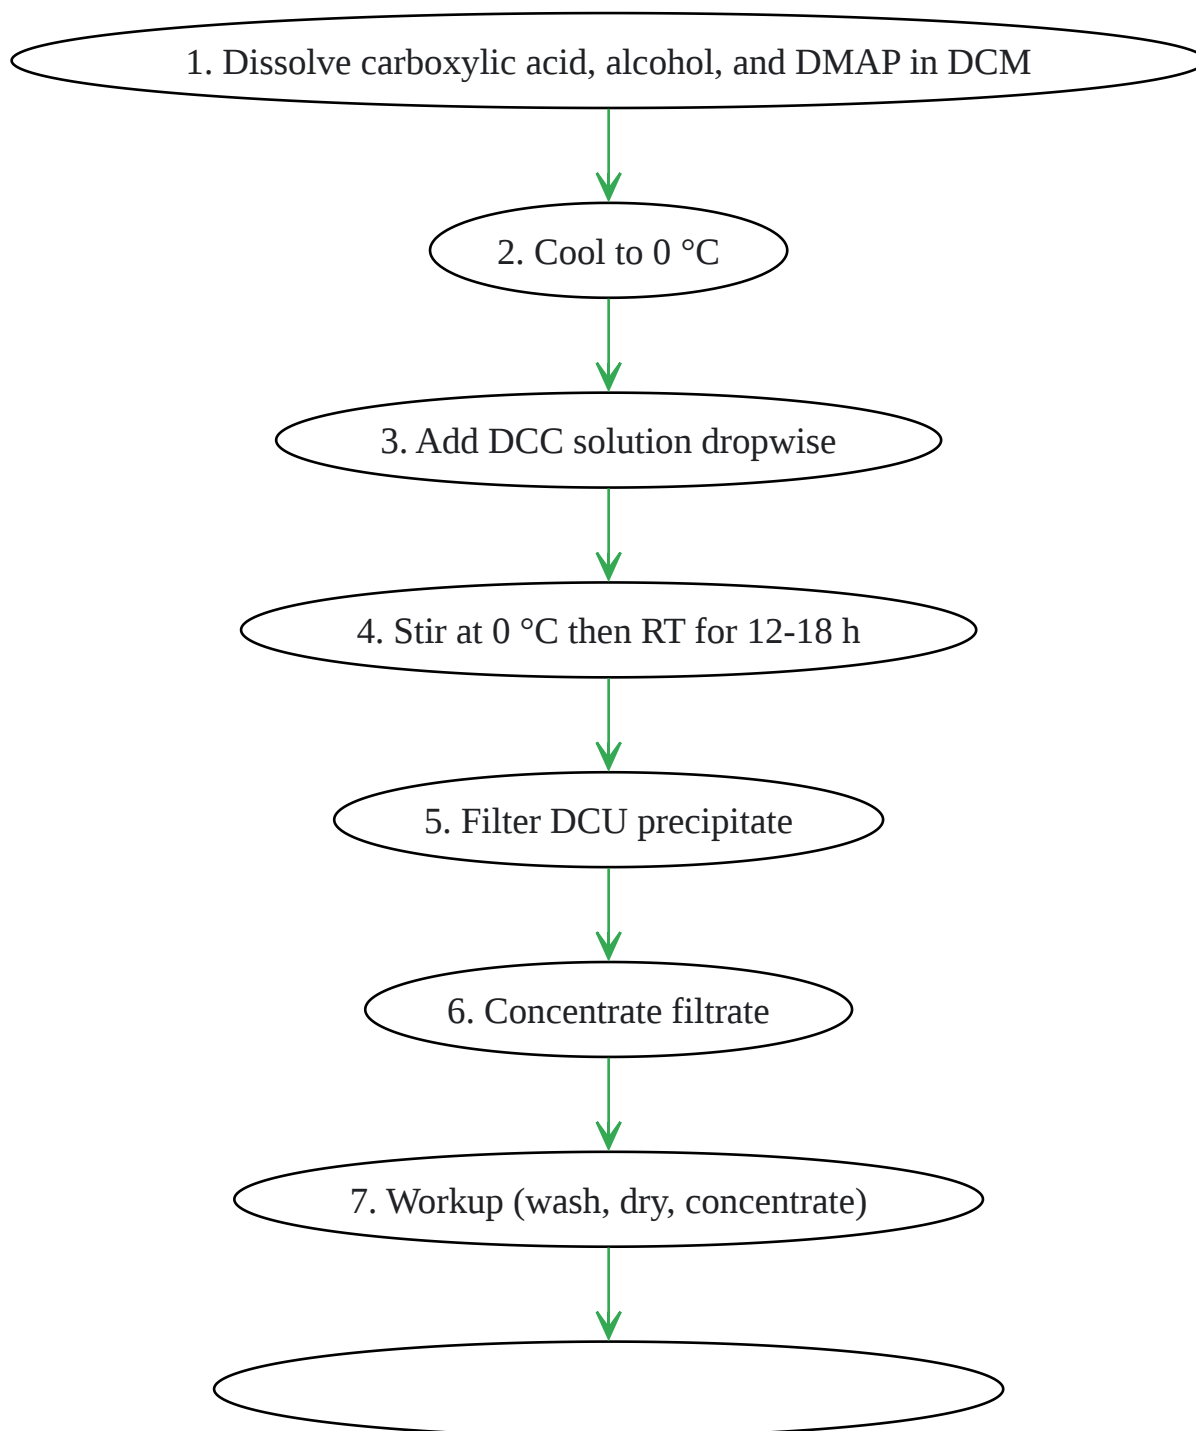 1. Dissolve carboxylic acid, alcohol, and DMAP in DCM
2. Cool to 0 °C
3. Add DCC solution dropwise
4. Stir at 0 °C then RT for 12-18 h
5. Filter DCU precipitate
6. Concentrate filtrate
7. Workup (wash, dry, concentrate)